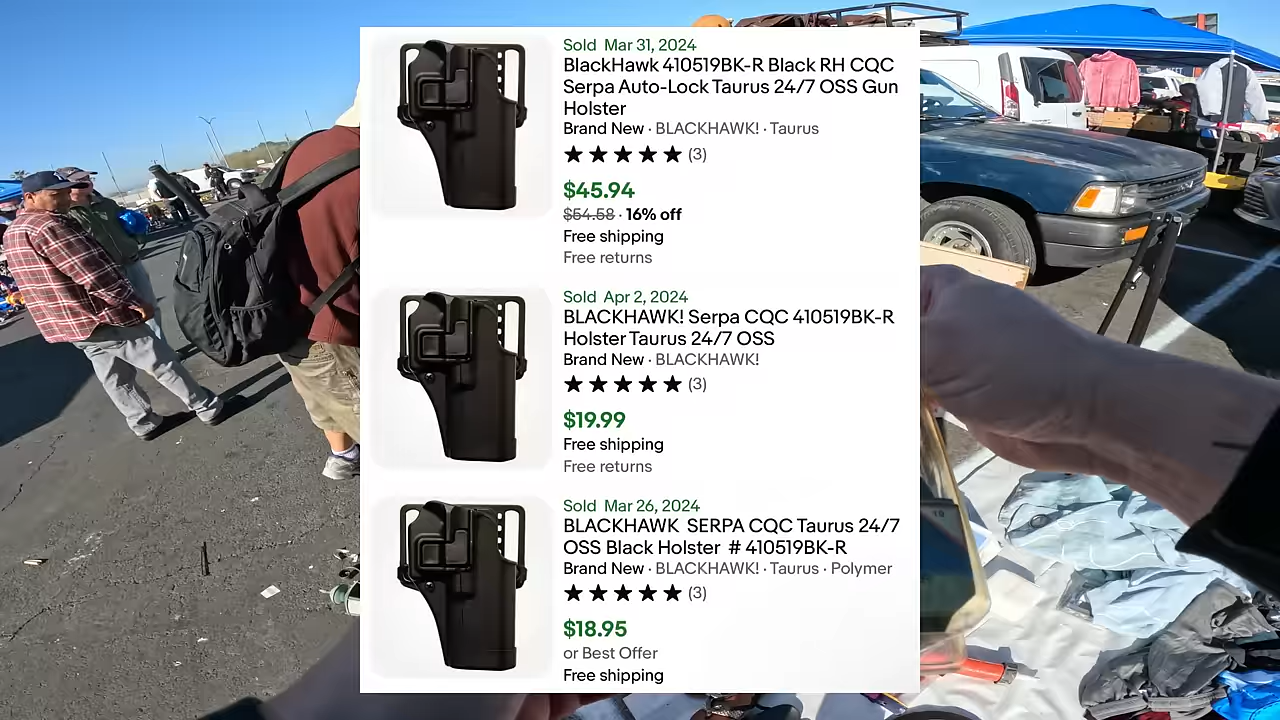 Sold Mar 31, 2024
BlackHawk 410519BK-R Black RH CQC
Serpa Auto-Lock Taurus 24/7 OSS Gun
Holster
Brand New · BLACKHAWK! · Taurus
★★★★★ (3)
$45.94
$54.58 · 16% off
Free shipping
Free returns
Sold Apr 2, 2024
BLACKHAWK! Serpa CQC 410519BK-R
Holster Taurus 24/7 OSS
Brand New · BLACKHAWK!
★★★★★ (3)
$19.99
Free shipping
Free returns
Sold Mar 26, 2024
BLACKHAWK SERPA CQC Taurus 24/7
OSS Black Holster # 410519BK-R
Brand New · BLACKHAWK! · Taurus · Polymer
★★★★★ (3)
$18.95
or Best Offer
Free shipping